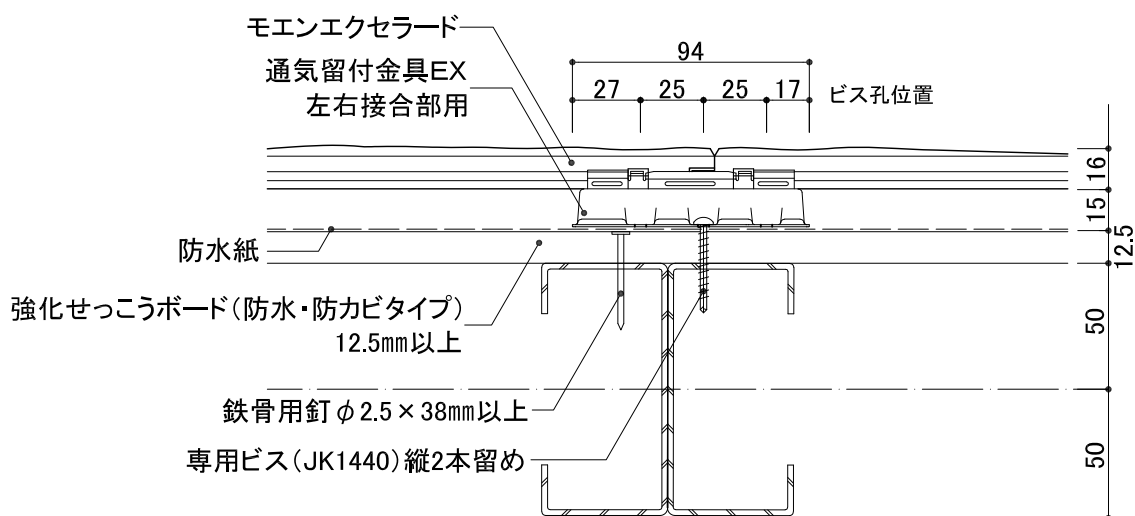 モエンエクセラード
通気留付金具EX
左右接合部用
94
27 25 25 17
ビス孔位置
16
15
12.5
50
50
防水紙
強化せっこうボード(防水・防カビタイプ)
12.5㎜以上
鉄骨用釘φ2.5×38㎜以上
専用ビス(JK1440)縦2本留め